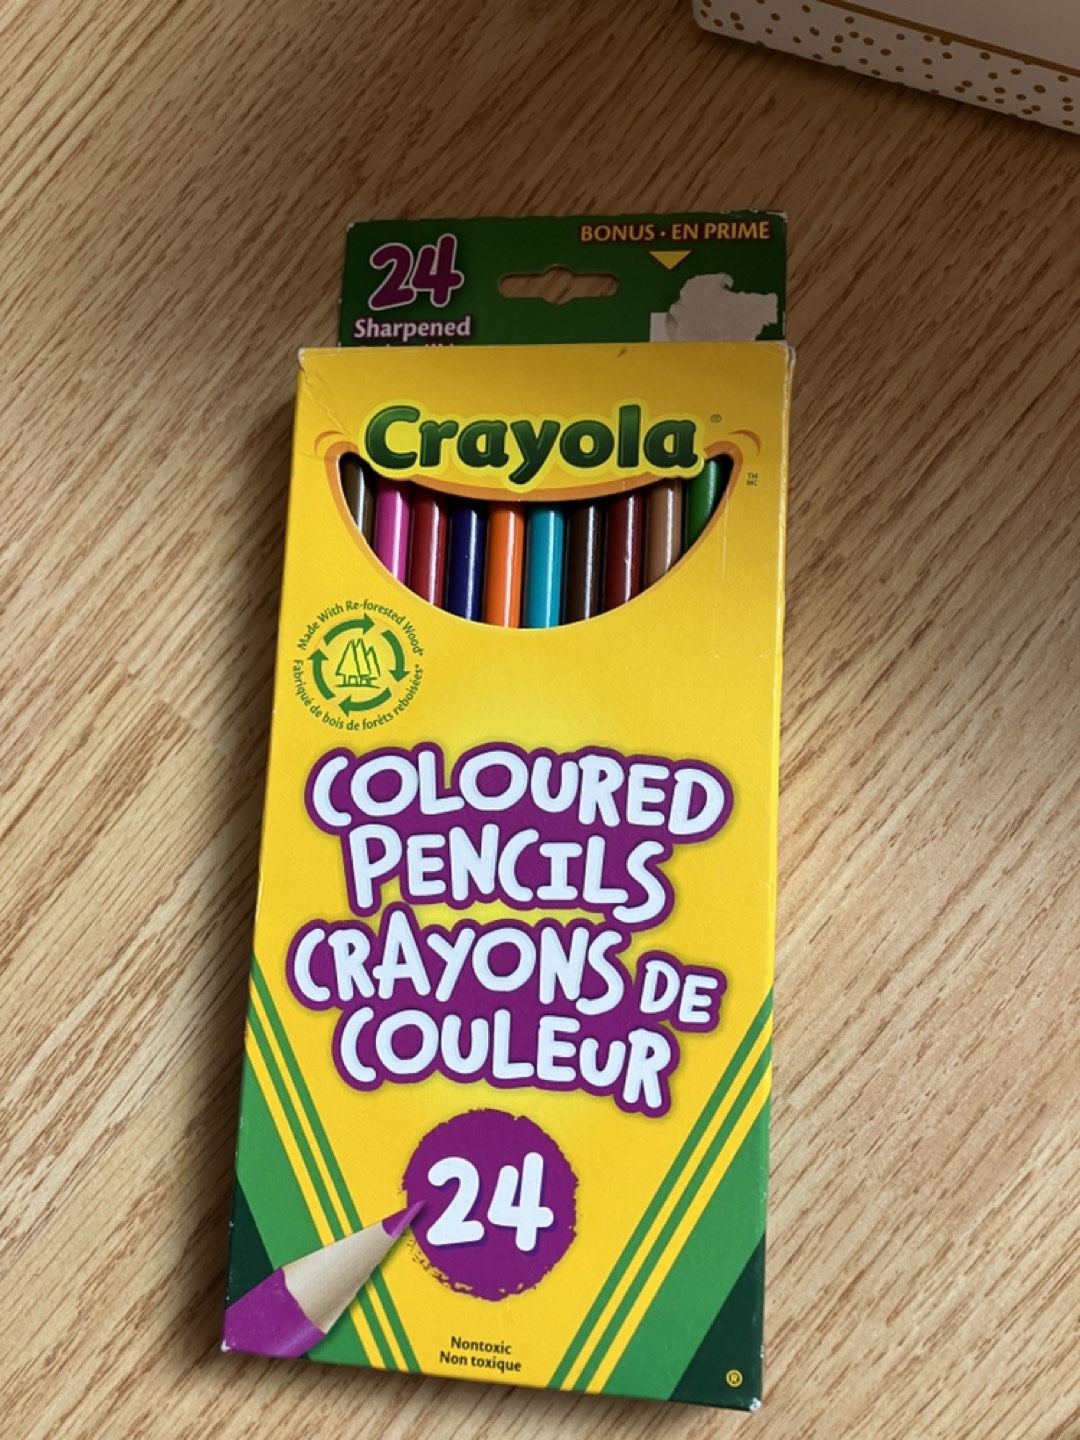 BONUS • EN PRIME
24
Sharpened
Crayola®
TM
MC
Made With Re-forested Wood*
Fabriqué de bois de forêts reboisées*
COLOURED
PENCILS
CRAYONS DE
COULEUR
24
Nontoxic
Non toxique
®